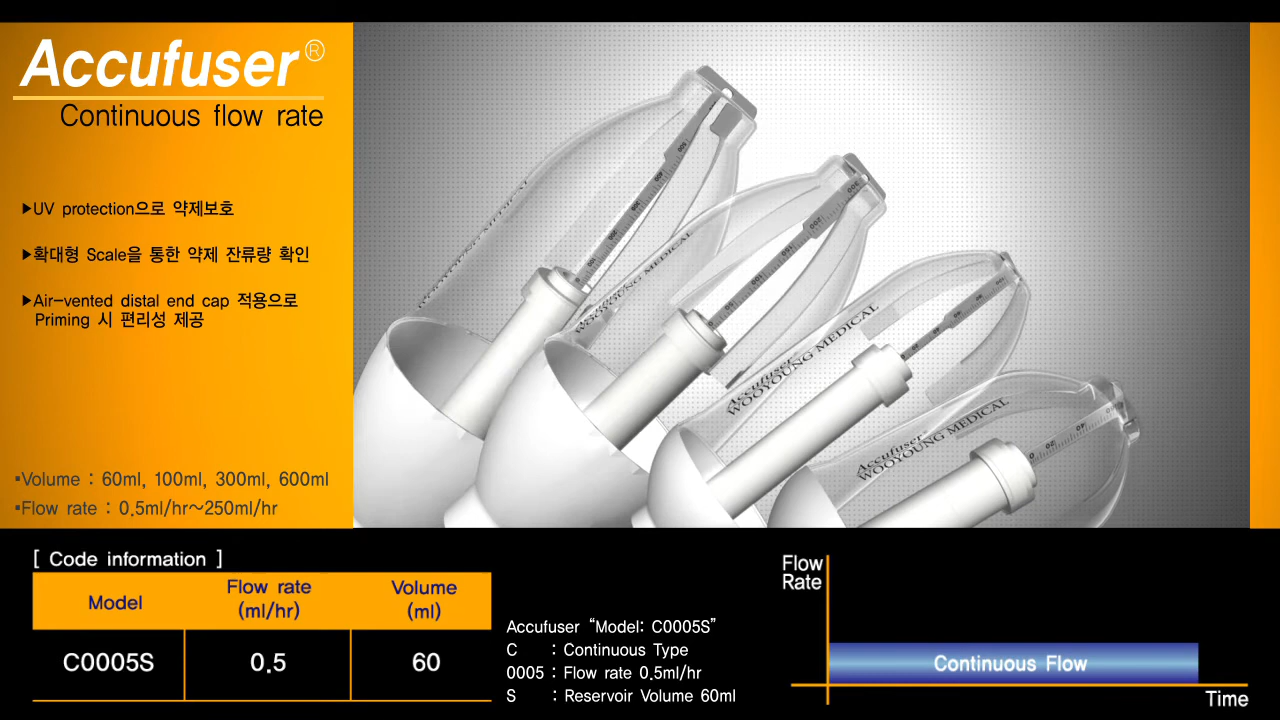 Accufuser®
Continuous flow rate
▶UV protection으로 약제보호
▶확대형 Scale을 통한 약제 잔류량 확인
▶Air-vented distal end cap 적용으로
Priming 시 편리성 제공
▪Volume : 60ml, 100ml, 300ml, 600ml
▪Flow rate : 0.5ml/hr~250ml/hr
WOOYOUNG MEDICAL
Accufuser
WOOYOUNG MEDICAL
Accufuser
WOOYOUNG MEDICAL
[ Code information ]
Model Flow rate (ml/hr) Volume (ml)
C0005S 0.5 60
Accufuser “Model: C0005S”
C : Continuous Type
0005 : Flow rate 0.5ml/hr
S : Reservoir Volume 60ml
Flow
Rate
Continuous Flow
Time